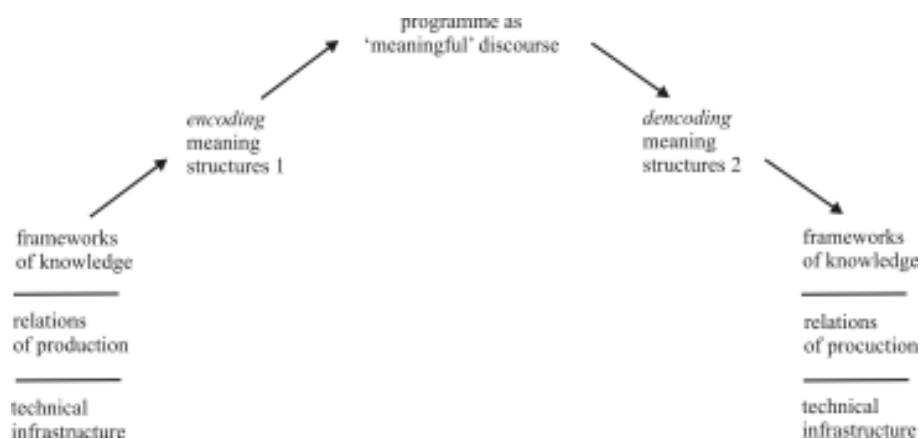 programme as
‘meaningful’ discourse
encoding
meaning
structures 1
dencoding
meaning
structures 2
frameworks
of knowledge
relations
of production
technical
infrastructure
frameworks
of knowledge
relations
of procuction
technical
infrastructure